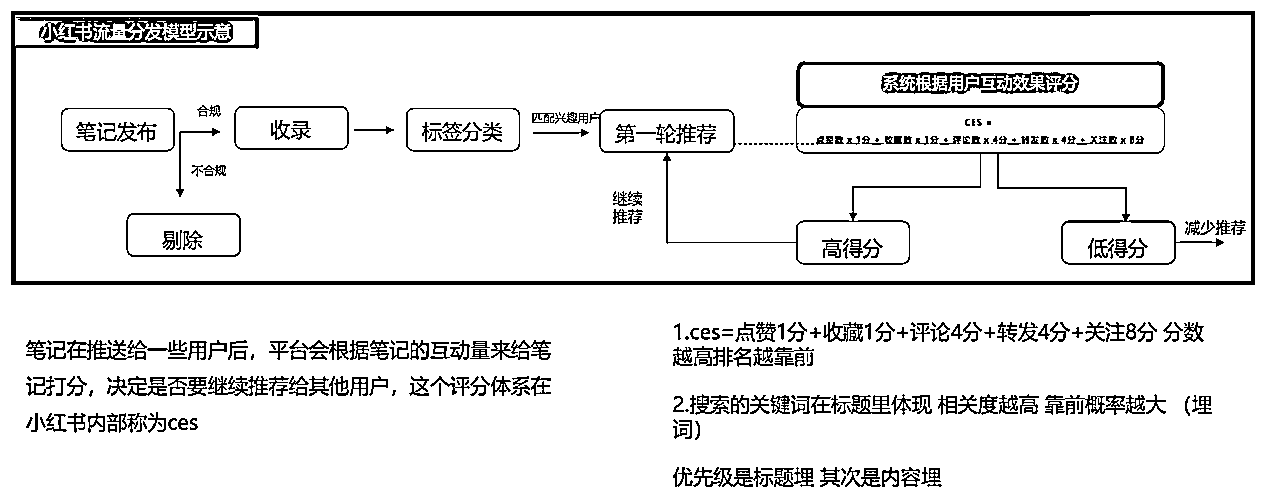 小红书流量分发模型示意
系统根据用户互动效果评分
CES =
点赞数 x 1分 + 收藏数 x 1分 + 评论数 x 4分 + 转发数 x 4分 + 关注数 x 8分
笔记发布
合规
收录
标签分类
匹配兴趣用户
第一轮推荐
不合规
剔除
继续
推荐
高得分
低得分
减少推荐
笔记在推送给一些用户后，平台会根据笔记的互动量来给笔
记打分，决定是否要继续推荐给其他用户，这个评分体系在
小红书内部称为ces
1.ces=点赞1分+收藏1分+评论4分+转发4分+关注8分 分数
越高排名越靠前
2.搜索的关键词在标题里体现 相关度越高 靠前概率越大 （埋
词）
优先级是标题埋 其次是内容埋